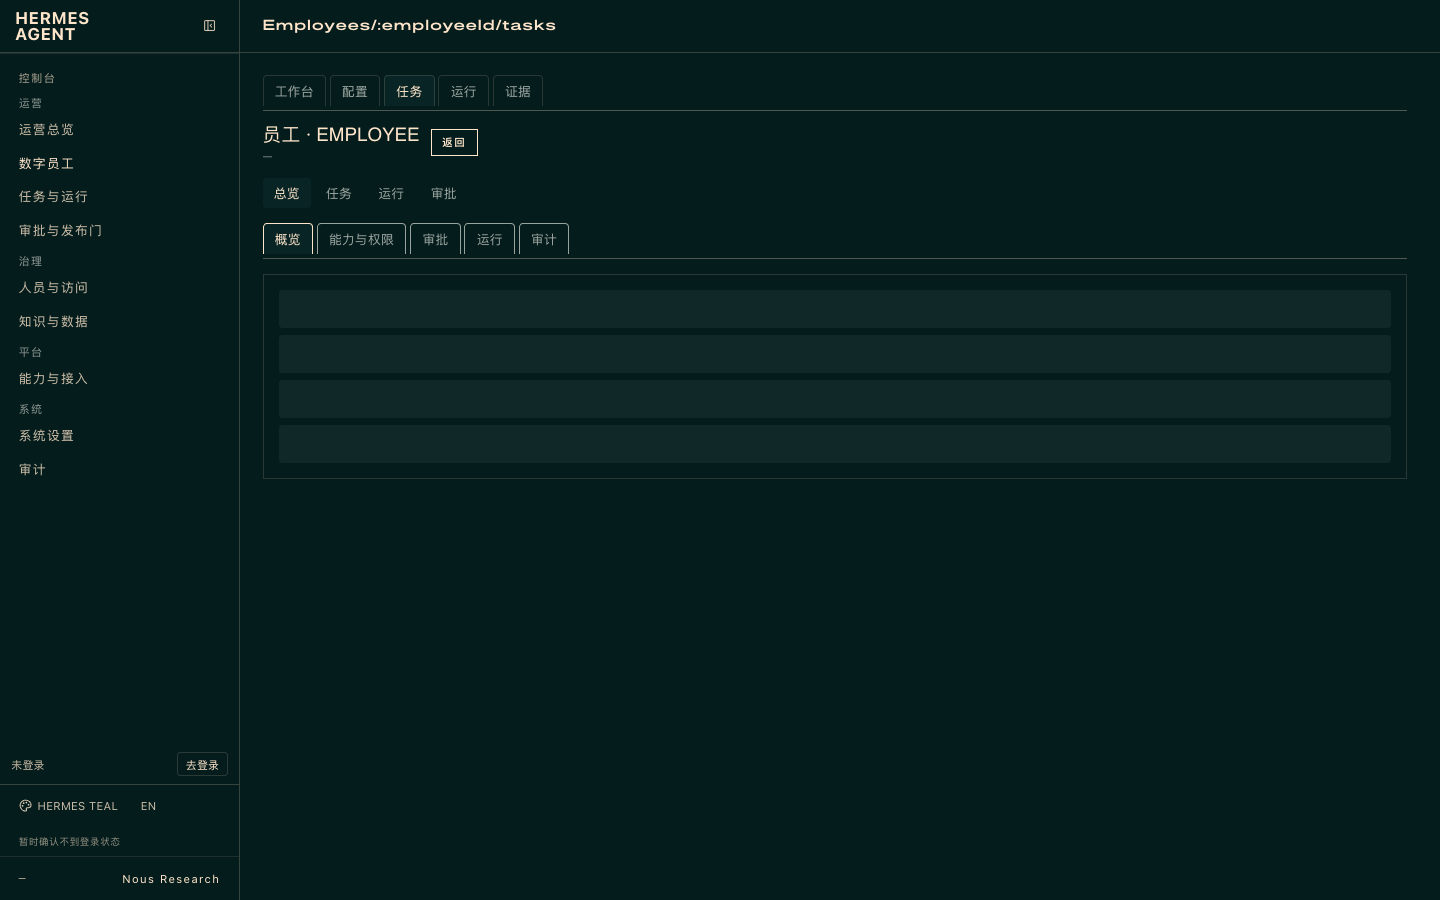 HERMES
AGENT
控制台
运营
运营总览
数字员工
任务与运行
审批与发布门
治理
人员与访问
知识与数据
平台
能力与接入
系统
系统设置
审计
未登录 去登录
HERMES TEAL EN
暂时确认不到登录状态
— Nous Research
Employees/:employeeId/tasks
工作台 配置 任务 运行 证据
员工 · EMPLOYEE 返回
—
总览 任务 运行 审批
概览 能力与权限 审批 运行 审计